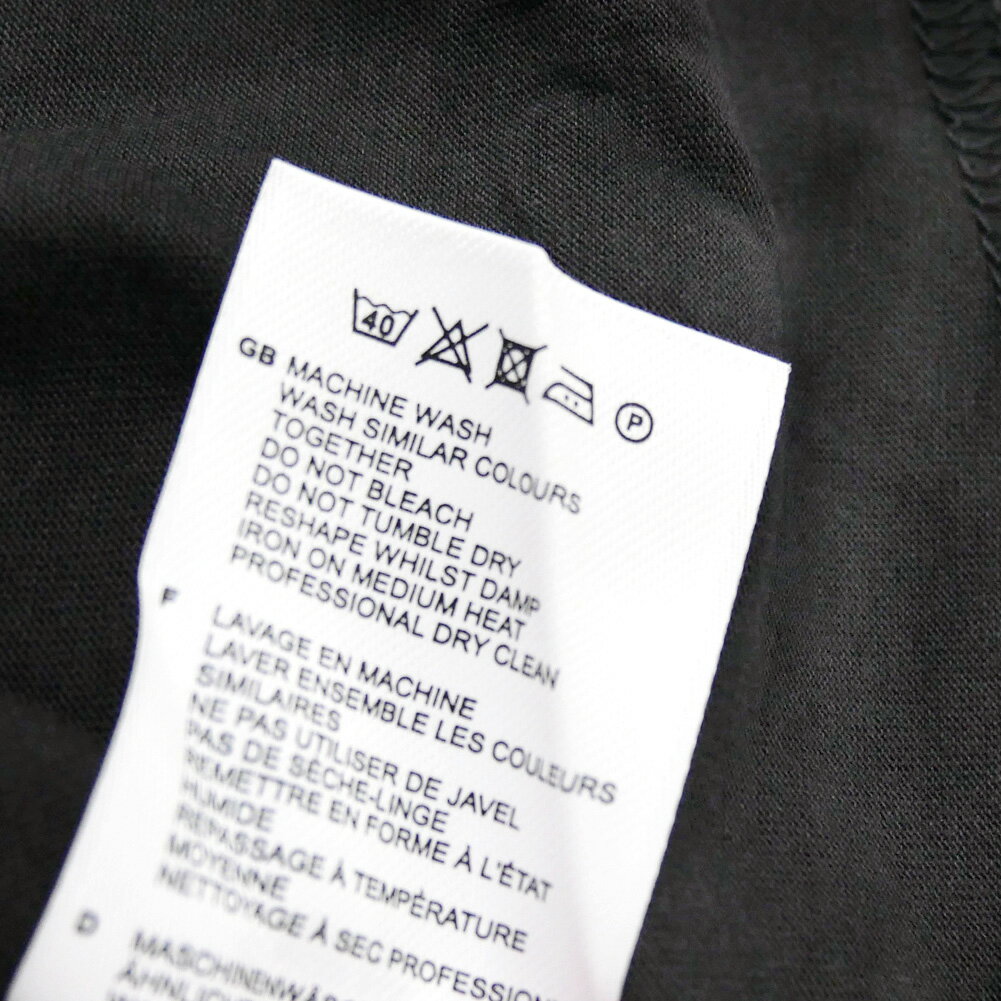 40
P
GB MACHINE WASH
WASH SIMILAR COLOURS
TOGETHER
DO NOT BLEACH
DO NOT TUMBLE DRY
RESHAPE WHILST DAMP
IRON ON MEDIUM HEAT
PROFESSIONAL DRY CLEAN
F LAVAGE EN MACHINE
LAVER ENSEMBLE LES COULEURS
SIMILAIRES
NE PAS UTILISER DE JAVEL
PAS DE SÈCHE-LINGE
REMETTRE EN FORME À L'ÉTAT
HUMIDE
REPASSAGE À TEMPÉRATURE
MOYENNE
NETTOYAGE À SEC PROFESSION
D